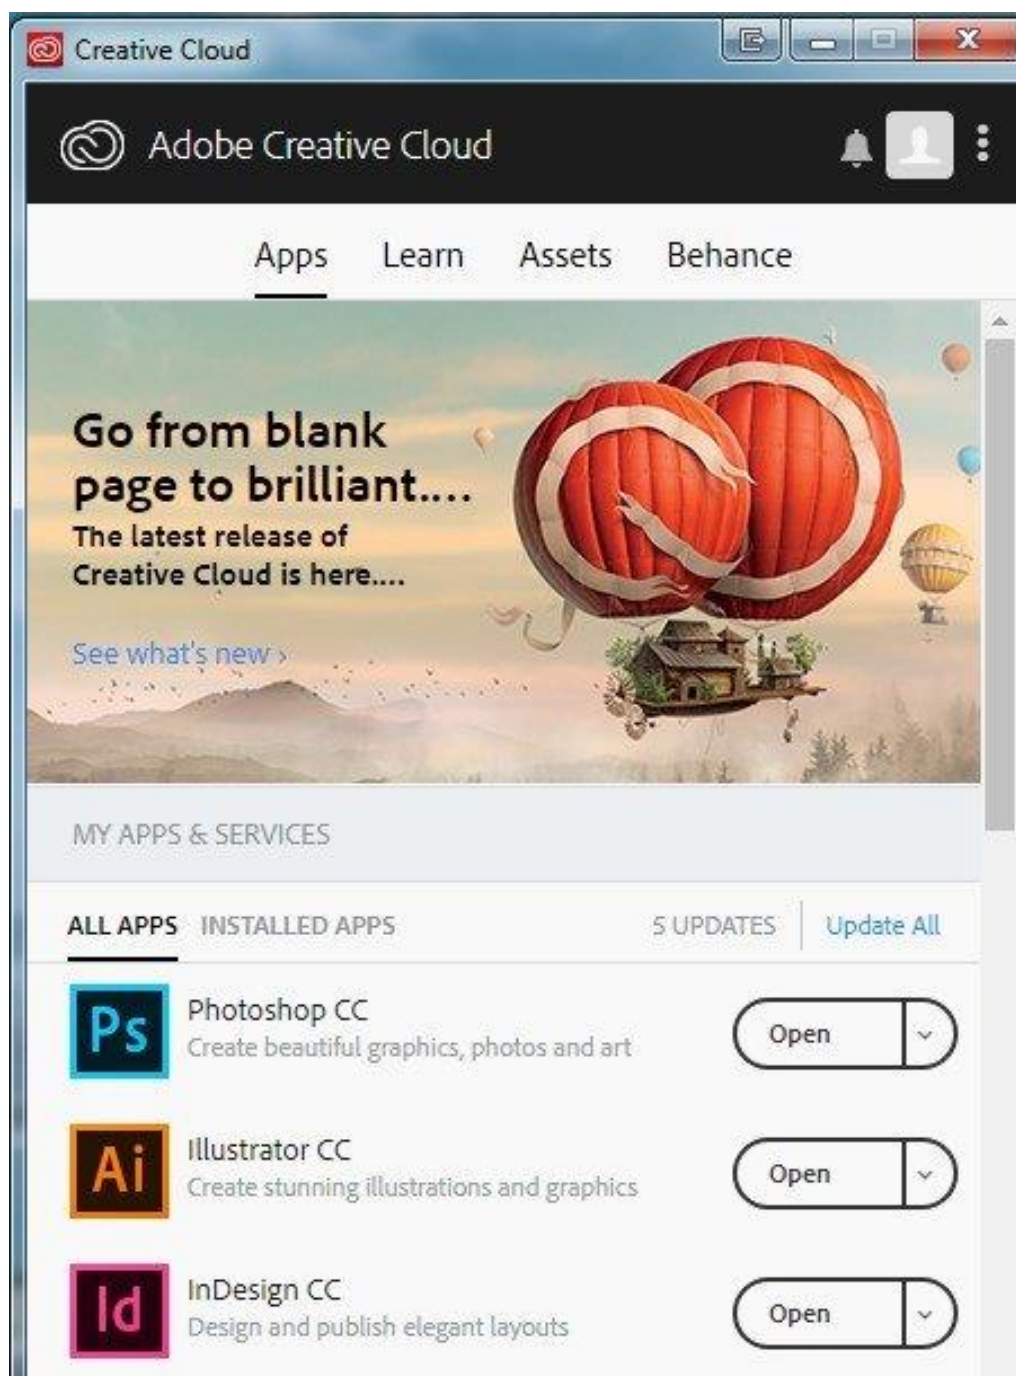 Creative Cloud
Adobe Creative Cloud
Apps Learn Assets Behance
Go from blank
page to brilliant....
The latest release of
Creative Cloud is here....
See what's new ›
MY APPS & SERVICES
ALL APPS INSTALLED APPS 5 UPDATES Update All
Ps
Photoshop CC
Create beautiful graphics, photos and art
Open
Ai
Illustrator CC
Create stunning illustrations and graphics
Open
Id
InDesign CC
Design and publish elegant layouts
Open